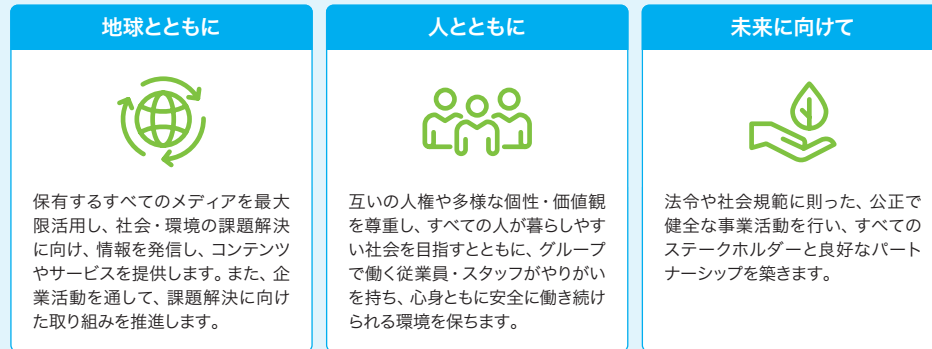 地球とともに
保有するすべてのメディアを最大
限活用し、社会・環境の課題解決
に向け、情報を発信し、コンテンツ
やサービスを提供します。また、企
業活動を通して、課題解決に向け
た取り組みを推進します。
人とともに
互いの人権や多様な個性・価値観
を尊重し、すべての人が暮らしやす
い社会を目指すとともに、グループ
で働く従業員・スタッフがやりがい
を持ち、心身ともに安全に働き続け
られる環境を保ちます。
未来に向けて
法令や社会規範に則った、公正で
健全な事業活動を行い、すべての
ステークホルダーと良好なパート
ナーシップを築きます。